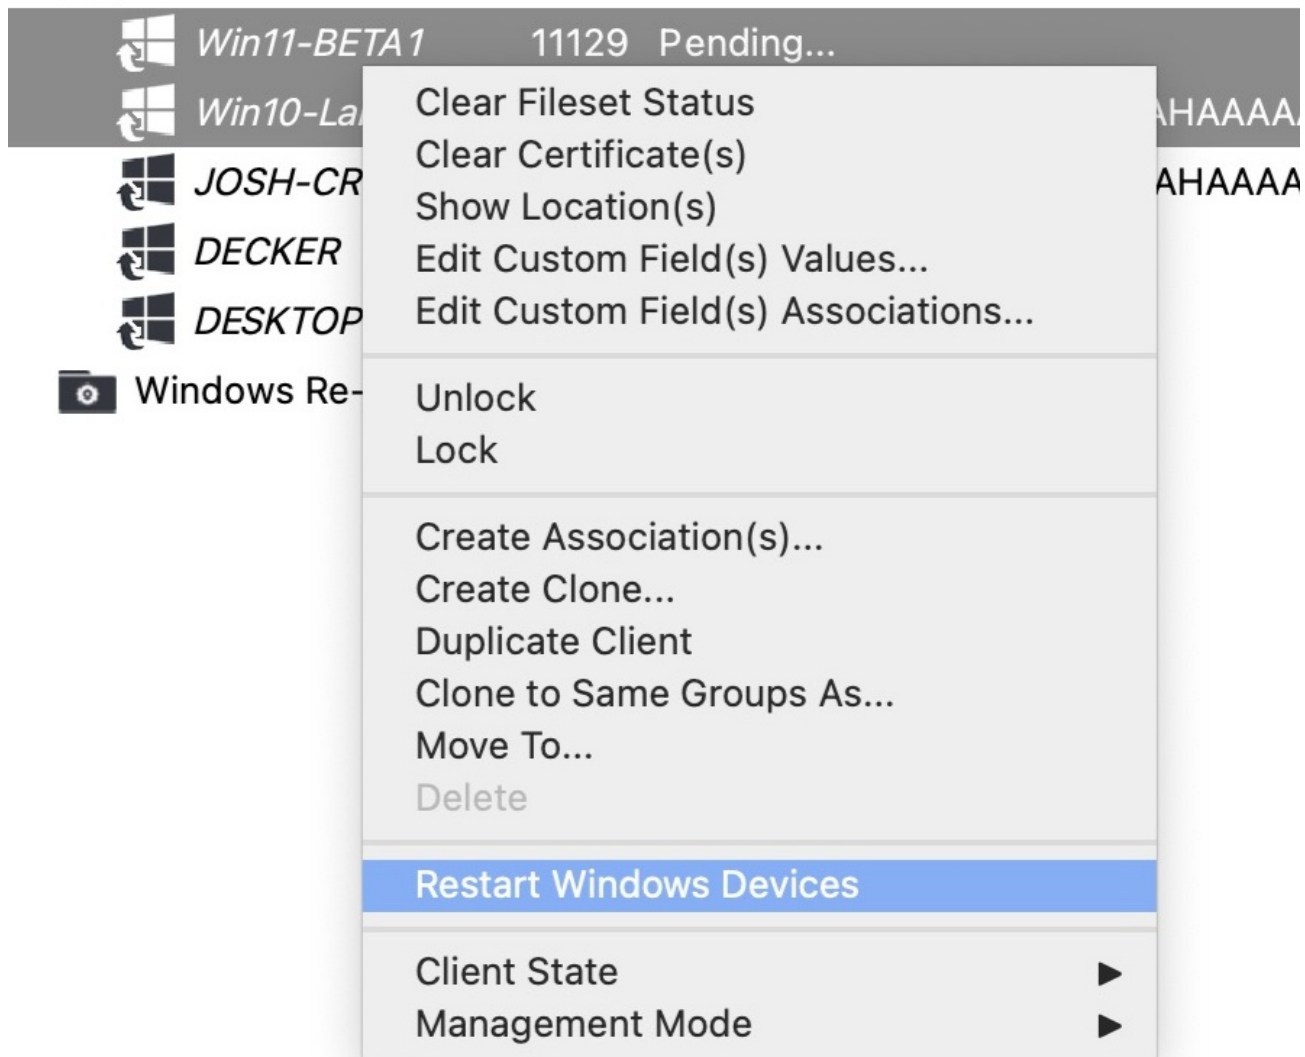 Win11-BETA1 11129 Pending...
Win10-La AHAAAA
JOSH-CR AHAAAA
DECKER
DESKTOP
Windows Re-
Clear Fileset Status
Clear Certificate(s)
Show Location(s)
Edit Custom Field(s) Values...
Edit Custom Field(s) Associations...
Unlock
Lock
Create Association(s)...
Create Clone...
Duplicate Client
Clone to Same Groups As...
Move To...
Delete
Restart Windows Devices
Client State
Management Mode